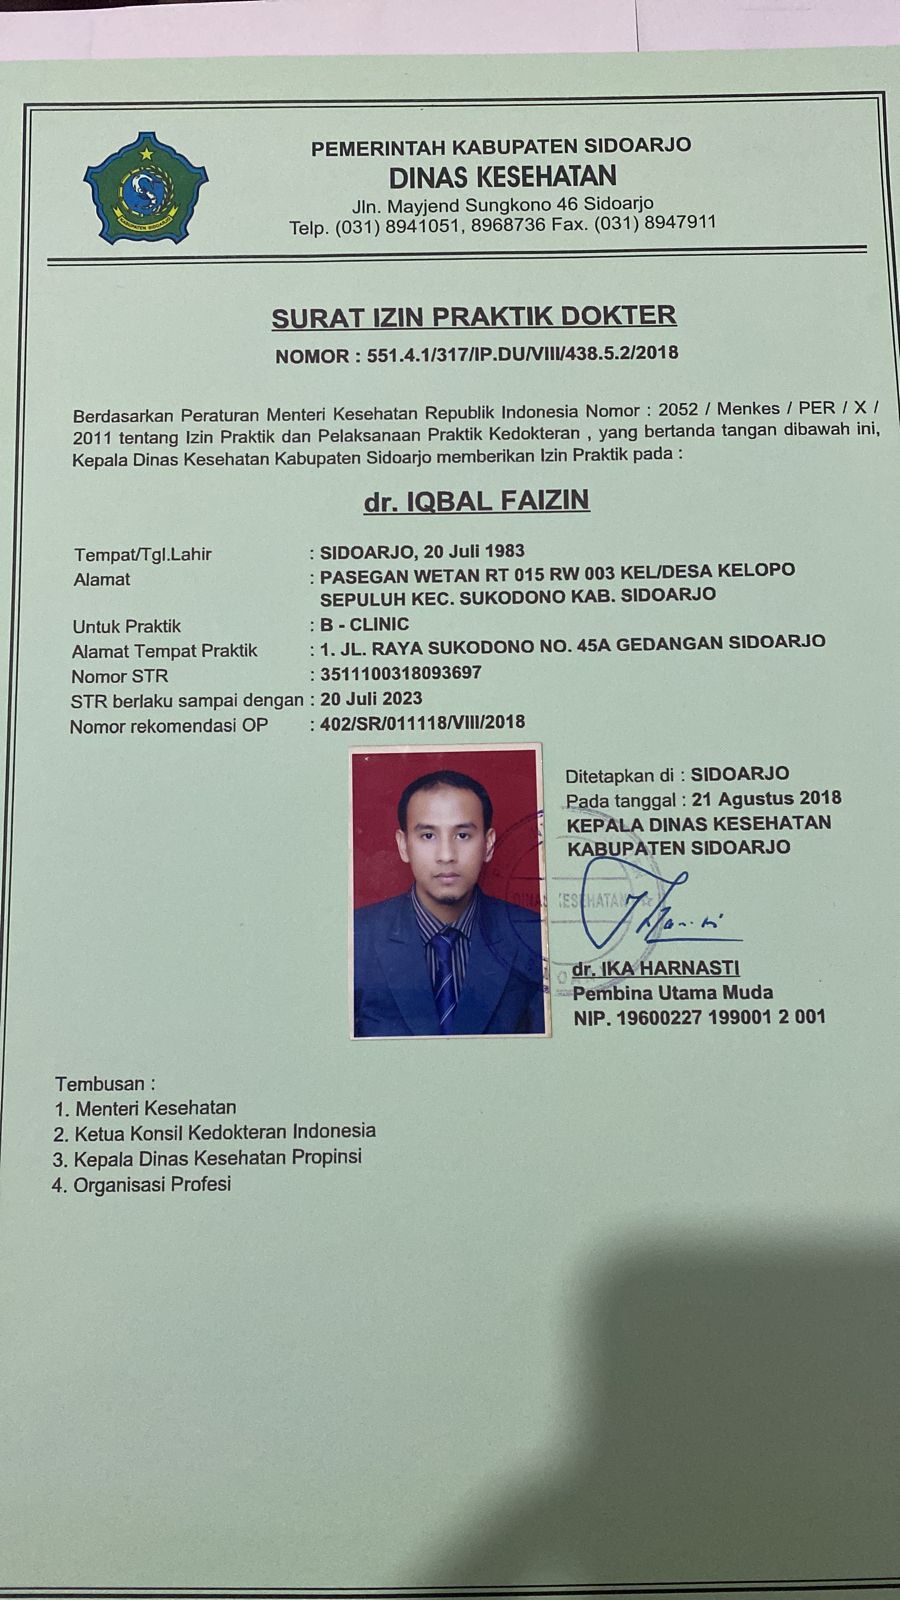 KABUPATEN SIDOARJO
PEMERINTAH KABUPATEN SIDOARJO
DINAS KESEHATAN
Jln. Mayjend Sungkono 46 Sidoarjo
Telp. (031) 8941051, 8968736 Fax. (031) 8947911
SURAT IZIN PRAKTIK DOKTER
NOMOR : 551.4.1/317/IP.DU/VIII/438.5.2/2018
Berdasarkan Peraturan Menteri Kesehatan Republik Indonesia Nomor : 2052 / Menkes / PER / X /
2011 tentang Izin Praktik dan Pelaksanaan Praktik Kedokteran , yang bertanda tangan dibawah ini,
Kepala Dinas Kesehatan Kabupaten Sidoarjo memberikan Izin Praktik pada :
dr. IQBAL FAIZIN
Tempat/Tgl.Lahir : SIDOARJO, 20 Juli 1983
Alamat : PASEGAN WETAN RT 015 RW 003 KEL/DESA KELOPO
SEPULUH KEC. SUKODONO KAB. SIDOARJO
Untuk Praktik : B - CLINIC
Alamat Tempat Praktik : 1. JL. RAYA SUKODONO NO. 45A GEDANGAN SIDOARJO
Nomor STR : 3511100318093697
STR berlaku sampai dengan : 20 Juli 2023
Nomor rekomendasi OP : 402/SR/011118/VIII/2018
Ditetapkan di : SIDOARJO
Pada tanggal : 21 Agustus 2018
KEPALA DINAS KESEHATAN
KABUPATEN SIDOARJO
DINAS KESEHATAN
dr. IKA HARNASTI
Pembina Utama Muda
NIP. 19600227 199001 2 001
Tembusan :
1. Menteri Kesehatan
2. Ketua Konsil Kedokteran Indonesia
3. Kepala Dinas Kesehatan Propinsi
4. Organisasi Profesi